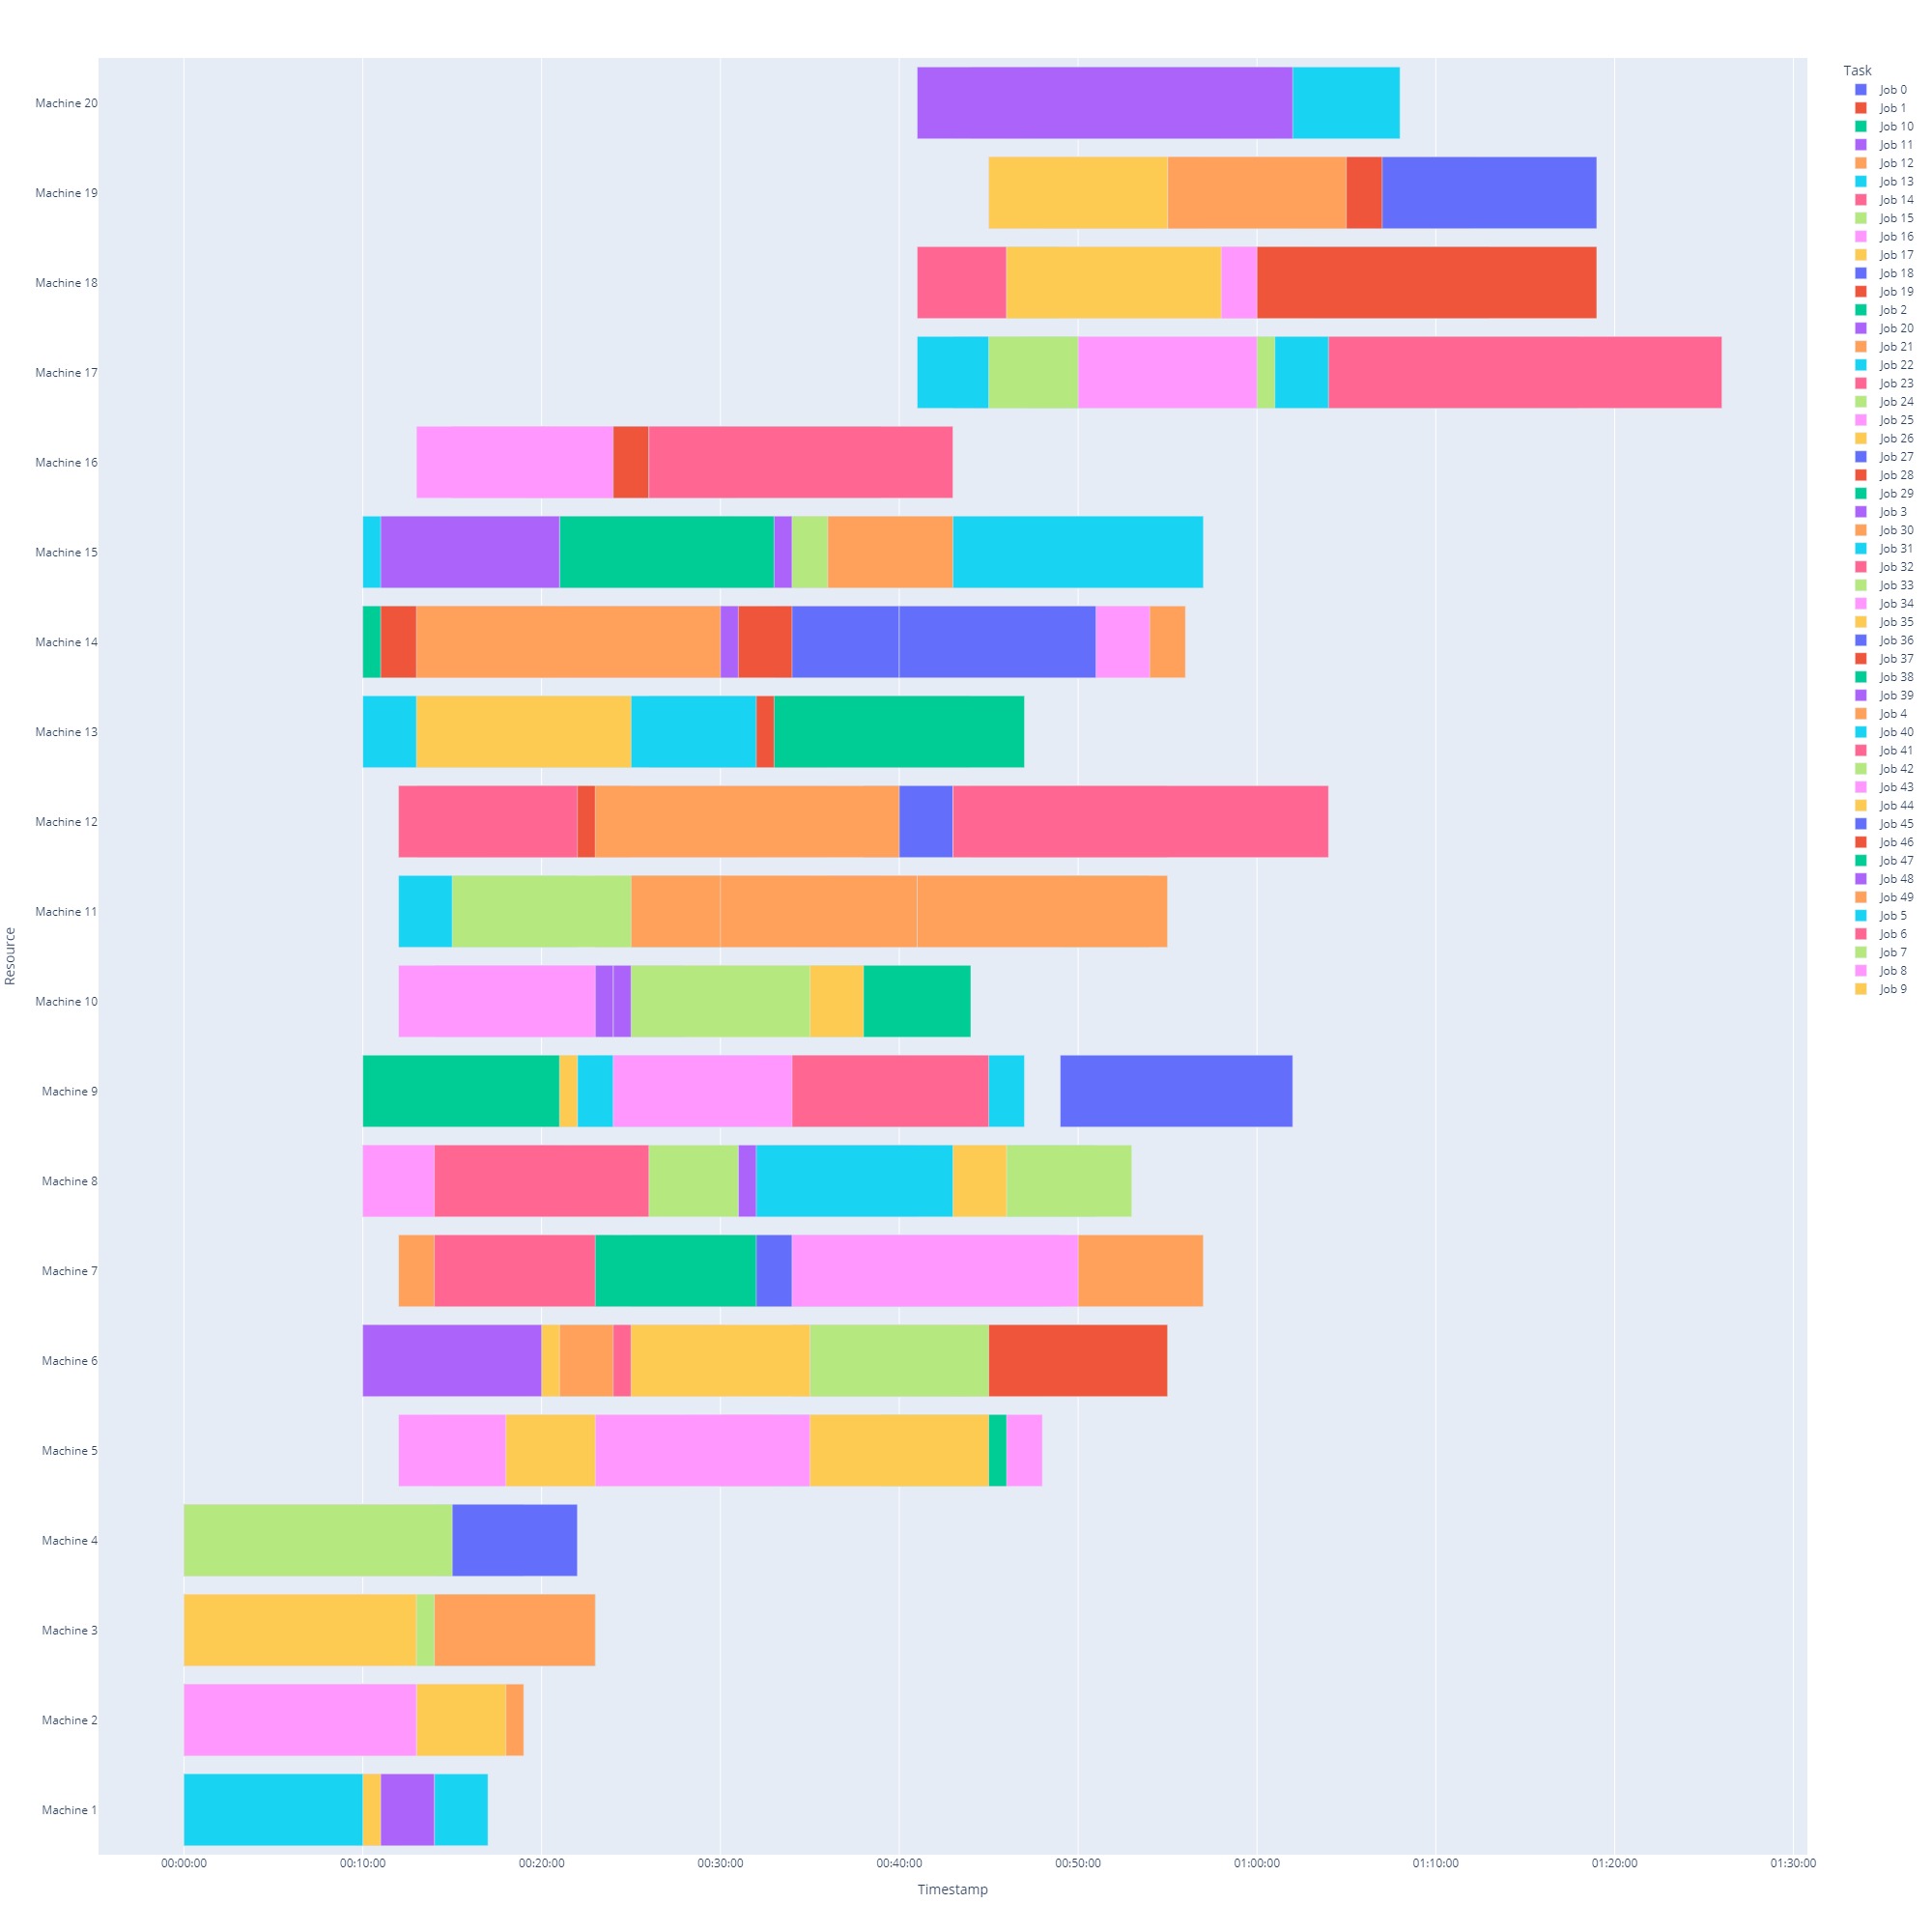 Machine 20
Machine 19
Machine 18
Machine 17
Machine 16
Machine 15
Machine 14
Machine 13
Machine 12
Machine 11
Machine 10
Machine 9
Machine 8
Machine 7
Machine 6
Machine 5
Machine 4
Machine 3
Machine 2
Machine 1
Resource
00:00:00
00:10:00
00:20:00
00:30:00
00:40:00
00:50:00
01:00:00
01:10:00
01:20:00
01:30:00
Timestamp
Task
Job 0
Job 1
Job 10
Job 11
Job 12
Job 13
Job 14
Job 15
Job 16
Job 17
Job 18
Job 19
Job 2
Job 20
Job 21
Job 22
Job 23
Job 24
Job 25
Job 26
Job 27
Job 28
Job 29
Job 3
Job 30
Job 31
Job 32
Job 33
Job 34
Job 35
Job 36
Job 37
Job 38
Job 39
Job 4
Job 40
Job 41
Job 42
Job 43
Job 44
Job 45
Job 46
Job 47
Job 48
Job 49
Job 5
Job 6
Job 7
Job 8
Job 9